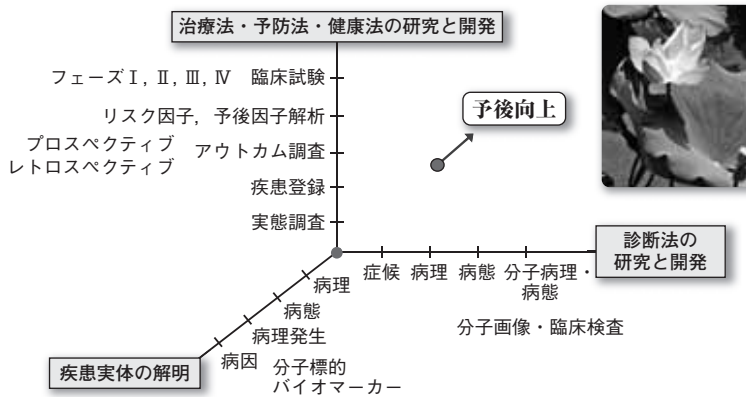 治療法・予防法・健康法の研究と開発
フェーズⅠ, Ⅱ, Ⅲ, Ⅳ 臨床試験
リスク因子, 予後因子解析
プロスペクティブ
レトロスペクティブ
アウトカム調査
疾患登録
実態調査
予後向上
診断法の
研究と開発
症候
病理
病態
分子病理・
病態
分子画像・臨床検査
病理
病態
病理発生
病因
分子標的
バイオマーカー
疾患実体の解明